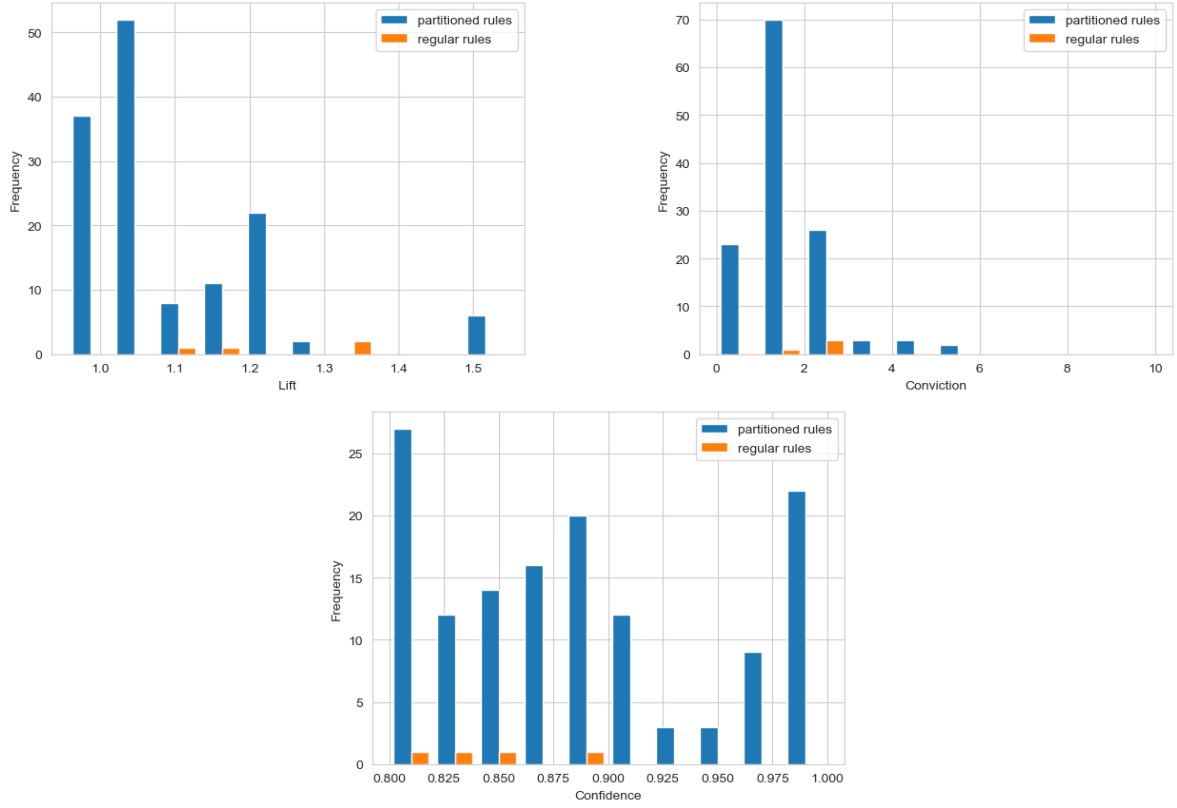 50
40
30
20
10
0
Frequency
1.0 1.1 1.2 1.3 1.4 1.5
Lift
partitioned rules
regular rules
70
60
50
40
30
20
10
0
Frequency
0 2 4 6 8 10
Conviction
partitioned rules
regular rules
25
20
15
10
5
0
Frequency
0.800 0.825 0.850 0.875 0.900 0.925 0.950 0.975 1.000
Confidence
partitioned rules
regular rules